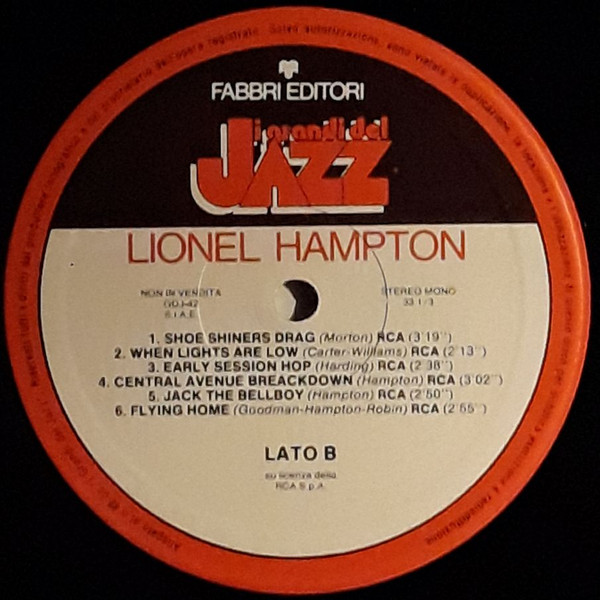 FABBRI EDITORI
i grandi del
JAZZ
LIONEL HAMPTON
NON IN VENDITA
GDJ-42
S.I.A.E.
STEREO MONO
33 1/3
1. SHOE SHINERS DRAG (Morton) RCA (3'19'')
2. WHEN LIGHTS ARE LOW (Carter-Williams) RCA (2'13'')
3. EARLY SESSION HOP (Harding) RCA (2'38'')
4. CENTRAL AVENUE BREACKDOWN (Hampton) RCA (3'02'')
5. JACK THE BELLBOY (Hampton) RCA (2'50'')
6. FLYING HOME (Goodman-Hampton-Robin) RCA (2'55'')
LATO B
su licenza della
RCA S.p.A.